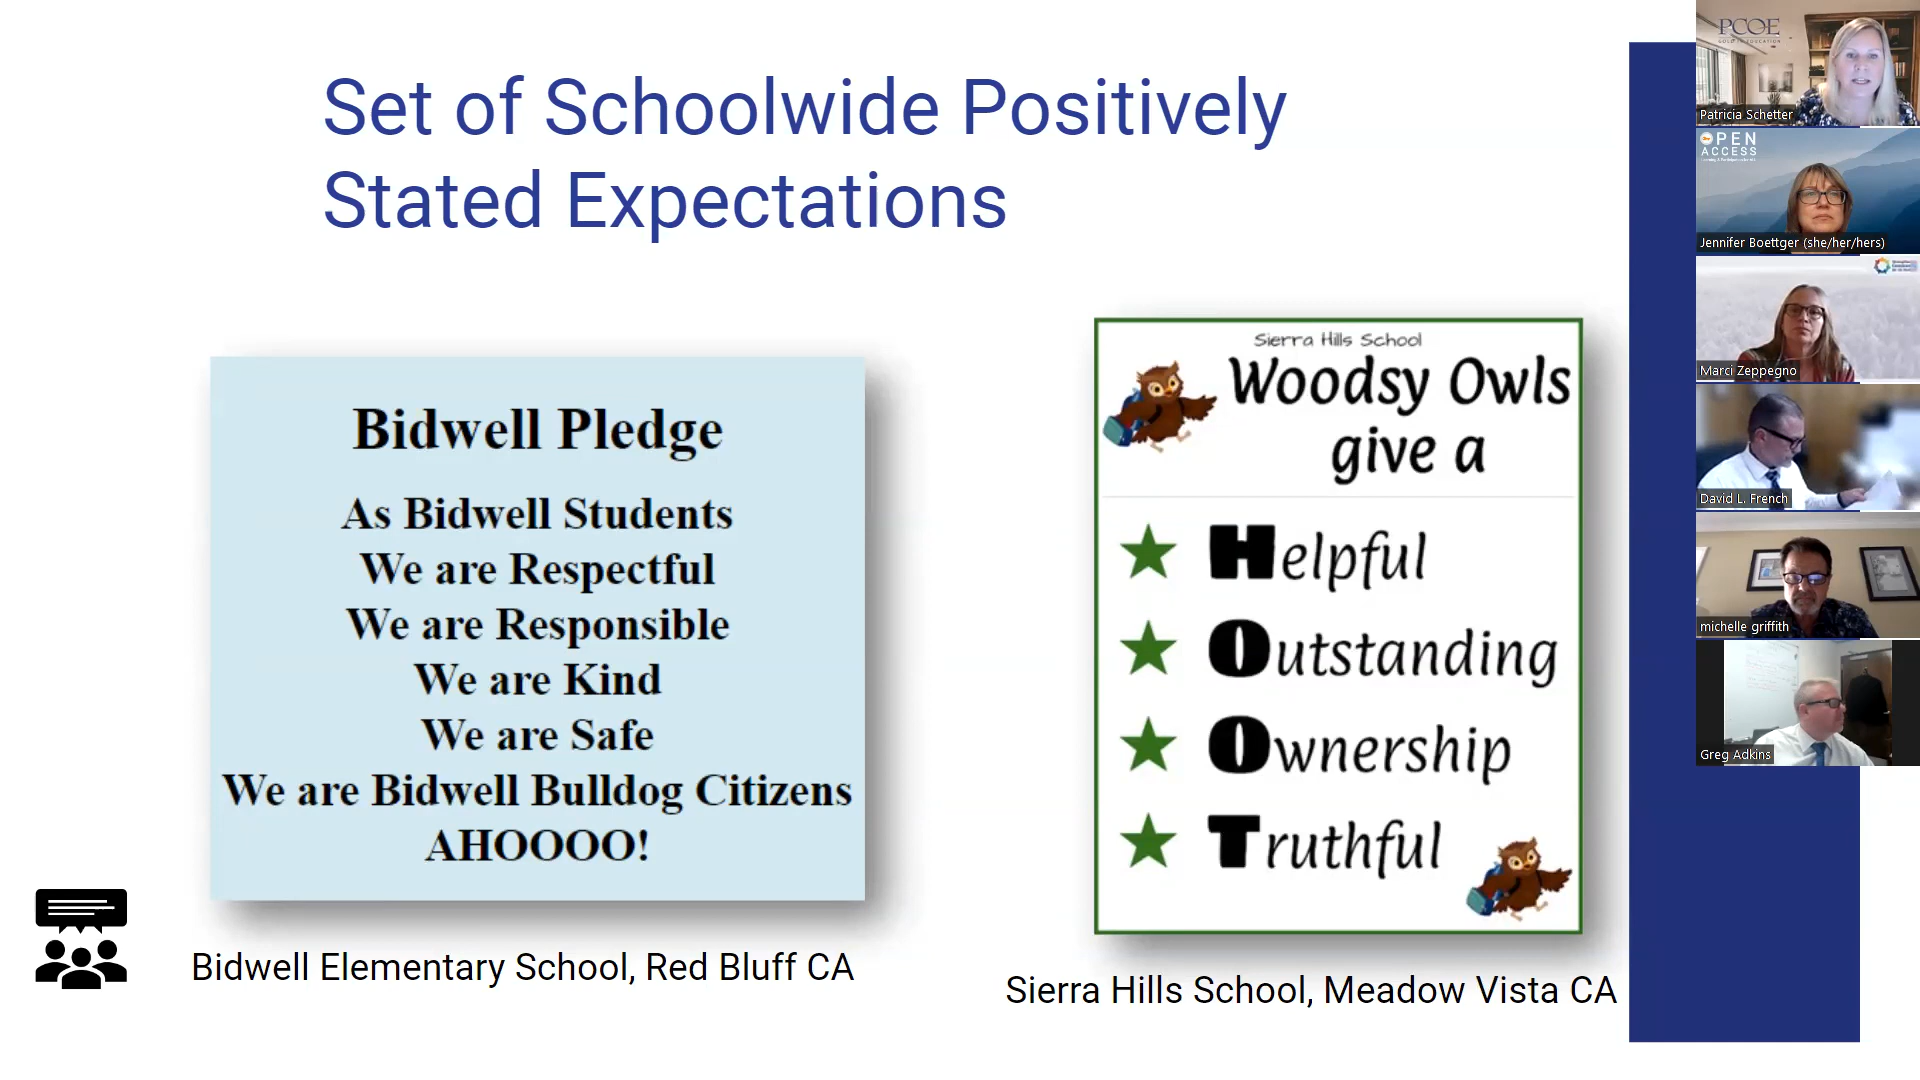 Set of Schoolwide Positively
Stated Expectations
Bidwell Pledge
As Bidwell Students
We are Respectful
We are Responsible
We are Kind
We are Safe
We are Bidwell Bulldog Citizens
AHOOOO!
Bidwell Elementary School, Red Bluff CA
Sierra Hills School
Woodsy Owls
give a
Helpful
Outstanding
Ownership
Truthful
Sierra Hills School, Meadow Vista CA
PCOE
Patricia Schetter
OPEN
ACCESS
Jennifer Boettger (she/her/hers)
Marci Zeppegno
David L. French
michelle griffith
Greg Adkins